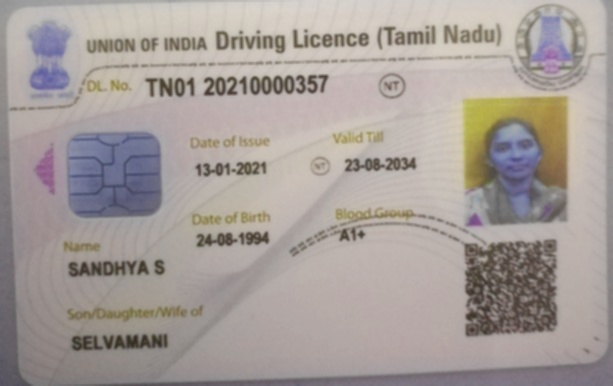 UNION OF INDIA Driving Licence (Tamil Nadu)
DL. No. TN01 20210000357 NT
Date of Issue Valid Till
13-01-2021 NT 23-08-2034
Date of Birth Blood Group
24-08-1994 A1+
Name
SANDHYA S
Son/Daughter/Wife of
SELVAMANI